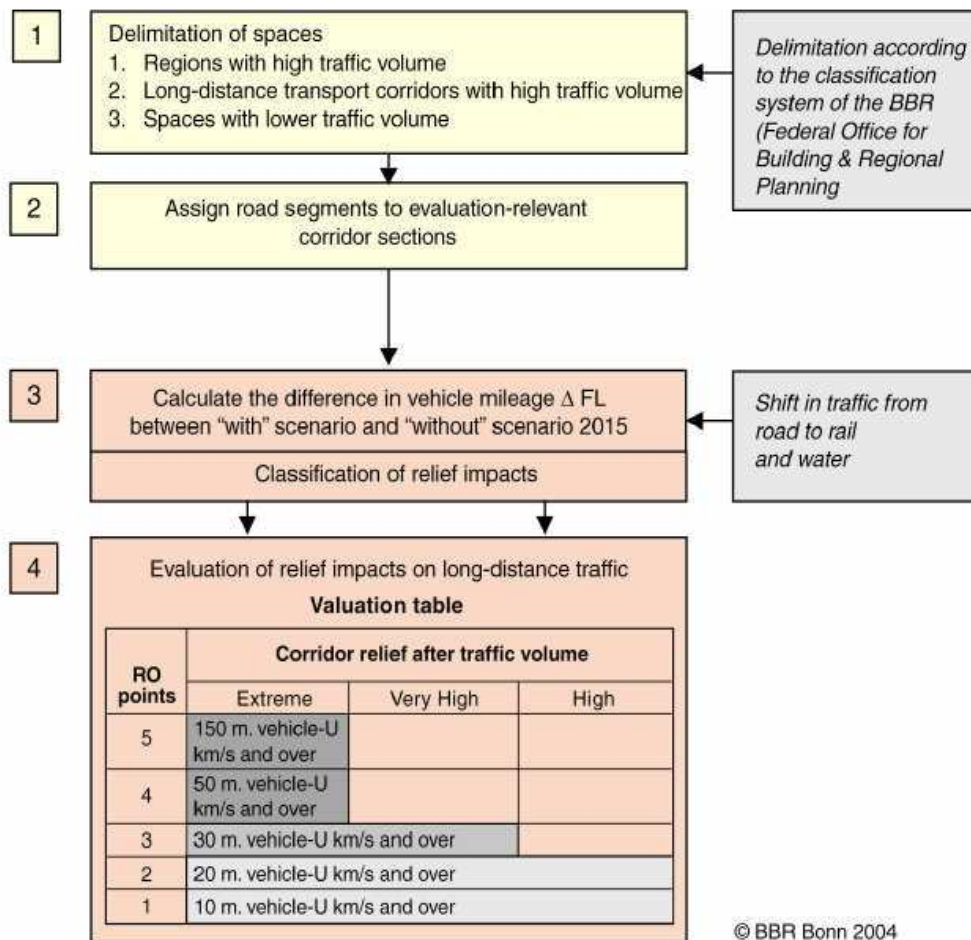 1
Delimitation of spaces
1. Regions with high traffic volume
2. Long-distance transport corridors with high traffic volume
3. Spaces with lower traffic volume
Delimitation according
to the classification
system of the BBR
(Federal Office for
Building & Regional
Planning
2
Assign road segments to evaluation-relevant
corridor sections
3
Calculate the difference in vehicle mileage Δ FL
between "with" scenario and "without" scenario 2015
Classification of relief impacts
Shift in traffic from
road to rail
and water
4
Evaluation of relief impacts on long-distance traffic
Valuation table
RO
points
Corridor relief after traffic volume
Extreme Very High High
5
150 m. vehicle-U
km/s and over
4
50 m. vehicle-U
km/s and over
3 30 m. vehicle-U km/s and over
2 20 m. vehicle-U km/s and over
1 10 m. vehicle-U km/s and over
© BBR Bonn 2004